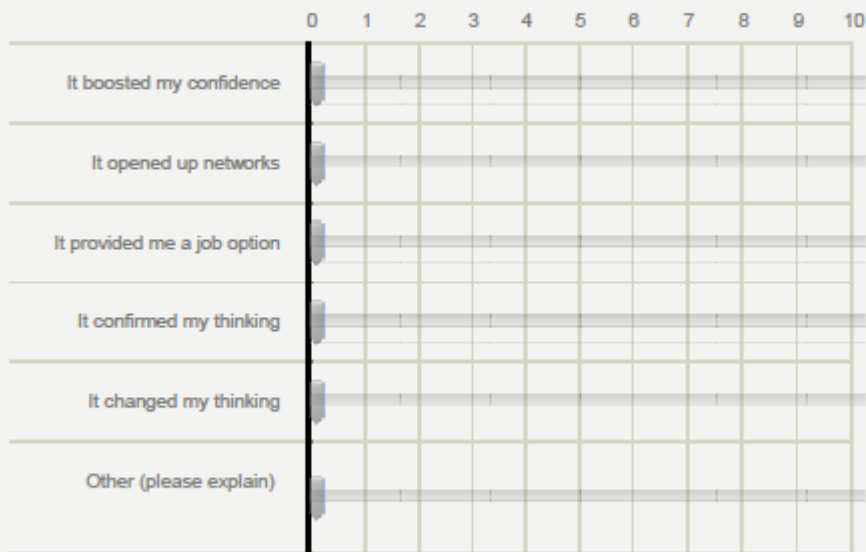 0 1 2 3 4 5 6 7 8 9 10
It boosted my confidence
It opened up networks
It provided me a job option
It confirmed my thinking
It changed my thinking
Other (please explain)